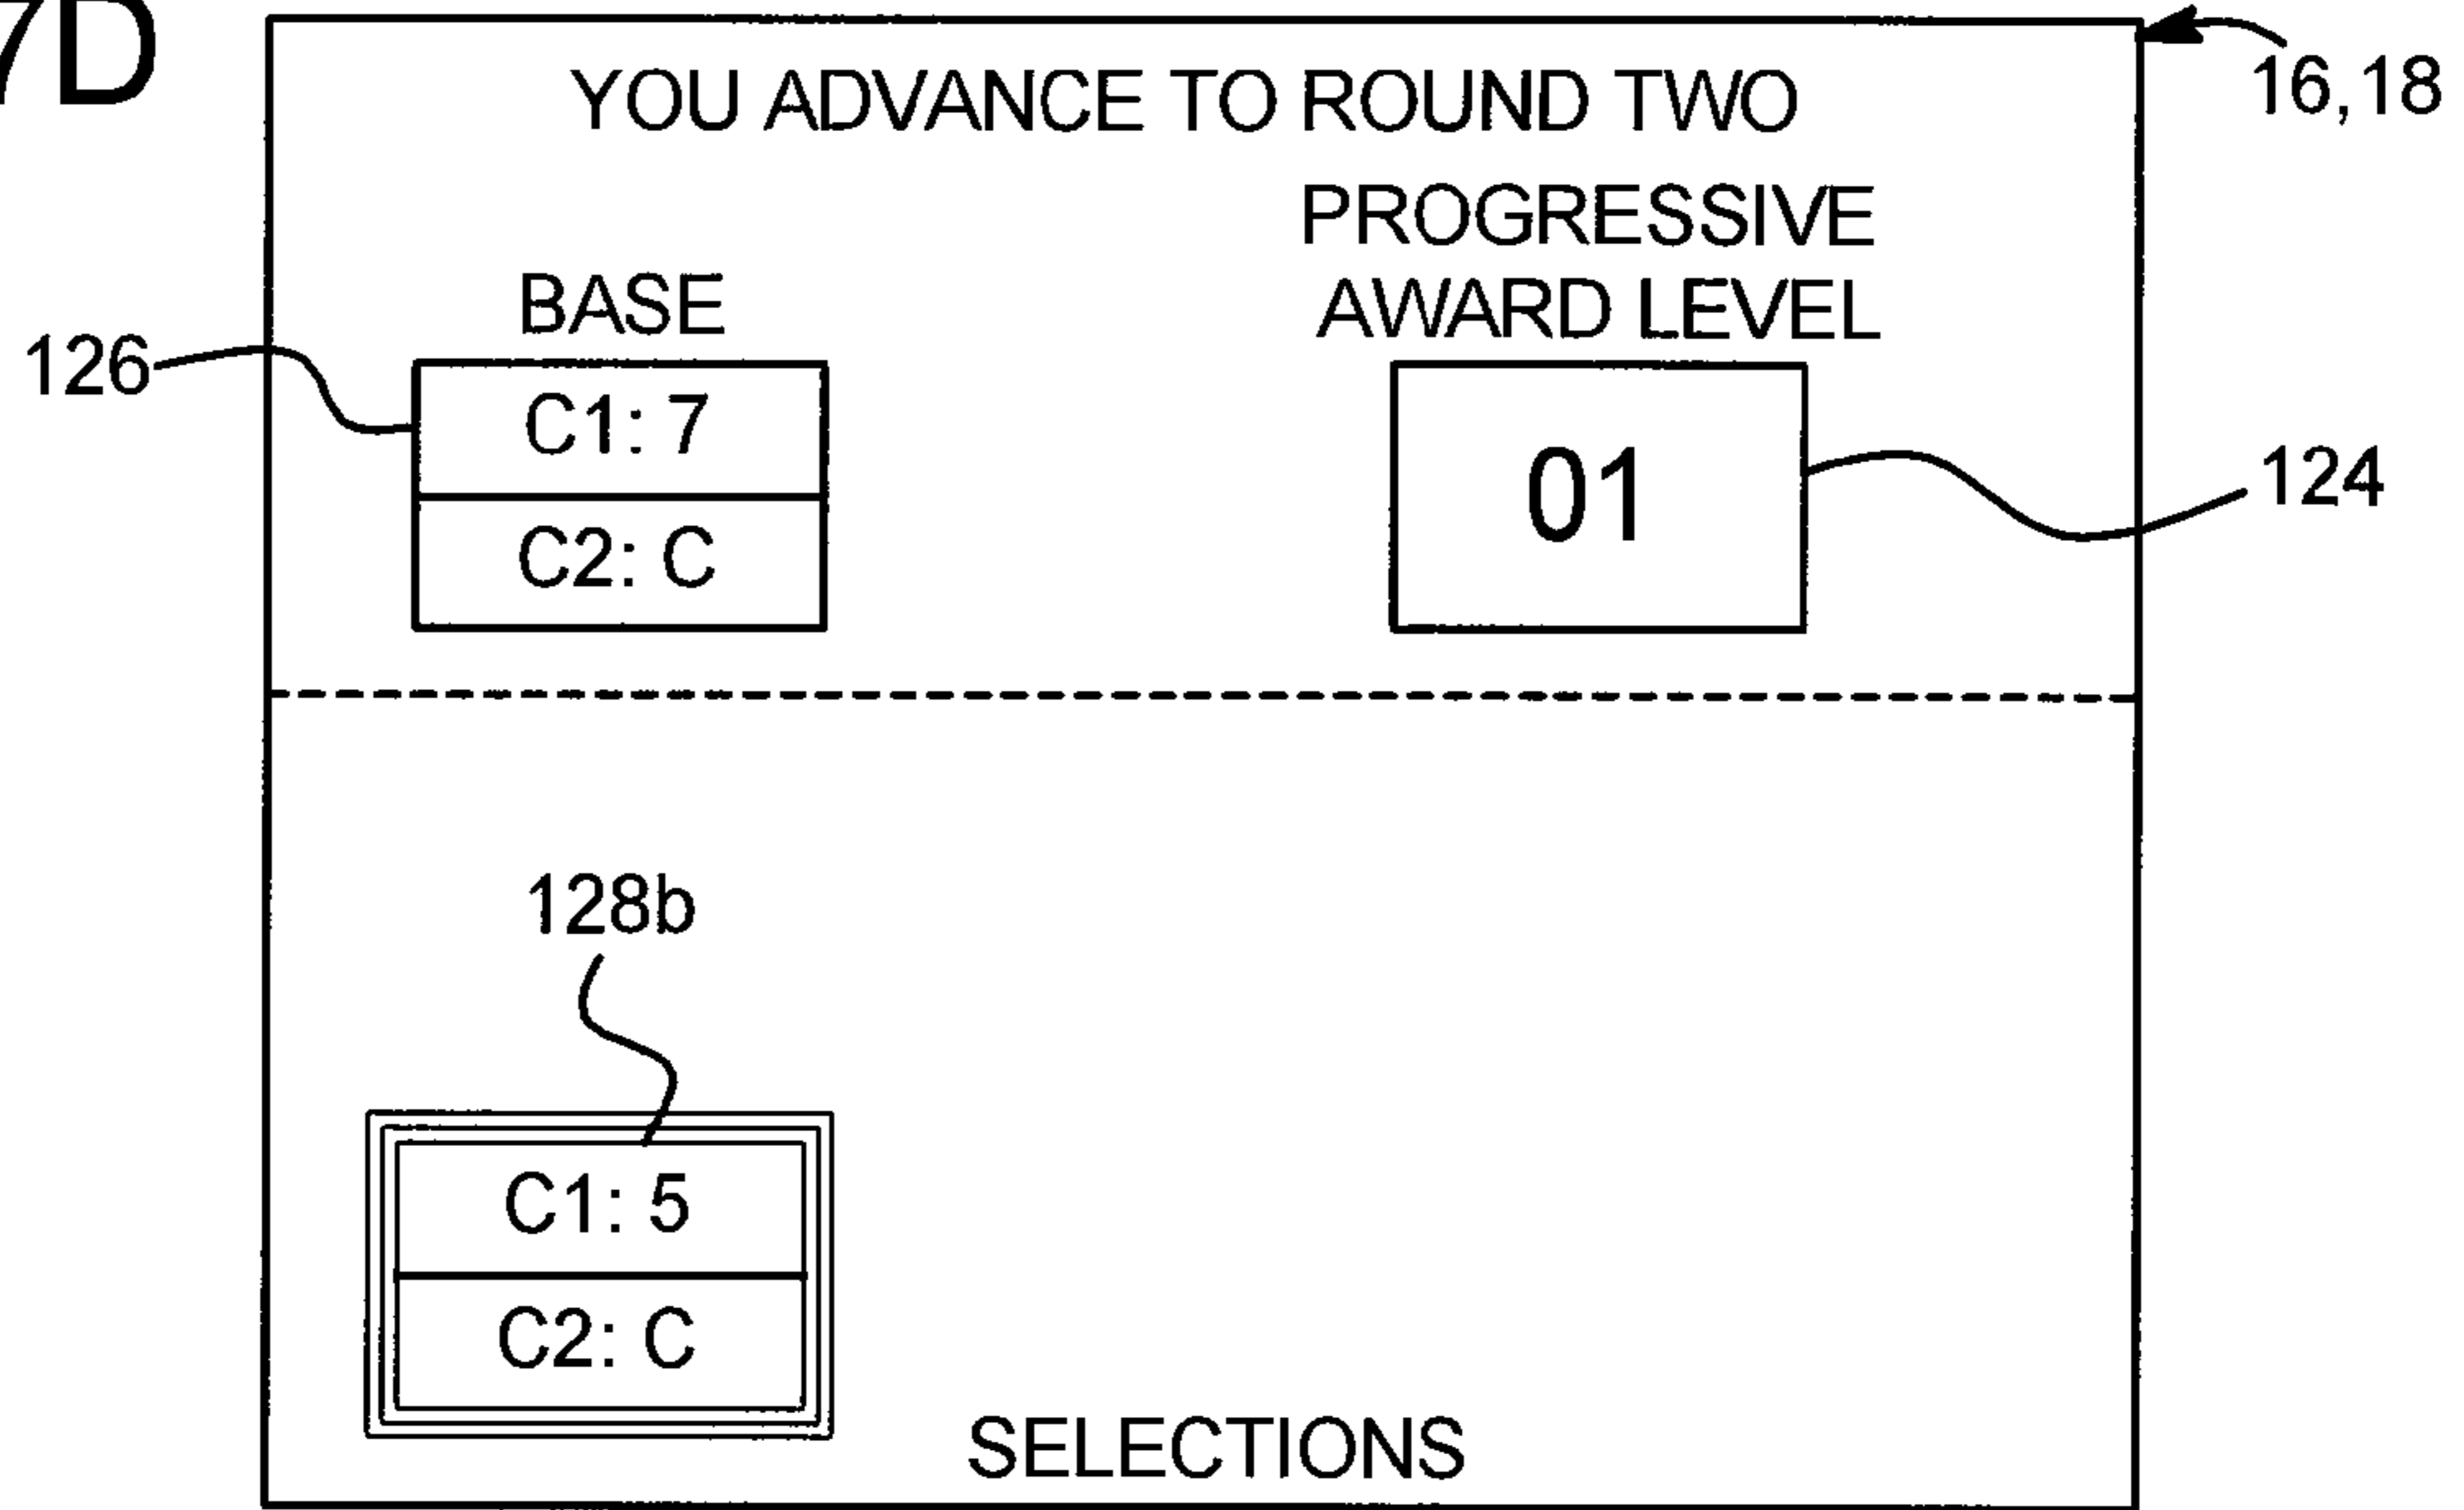 7D
16,18
YOU ADVANCE TO ROUND TWO
PROGRESSIVE
AWARD LEVEL
BASE
126
C1: 7
C2: C
01
124
128b
C1: 5
C2: C
SELECTIONS